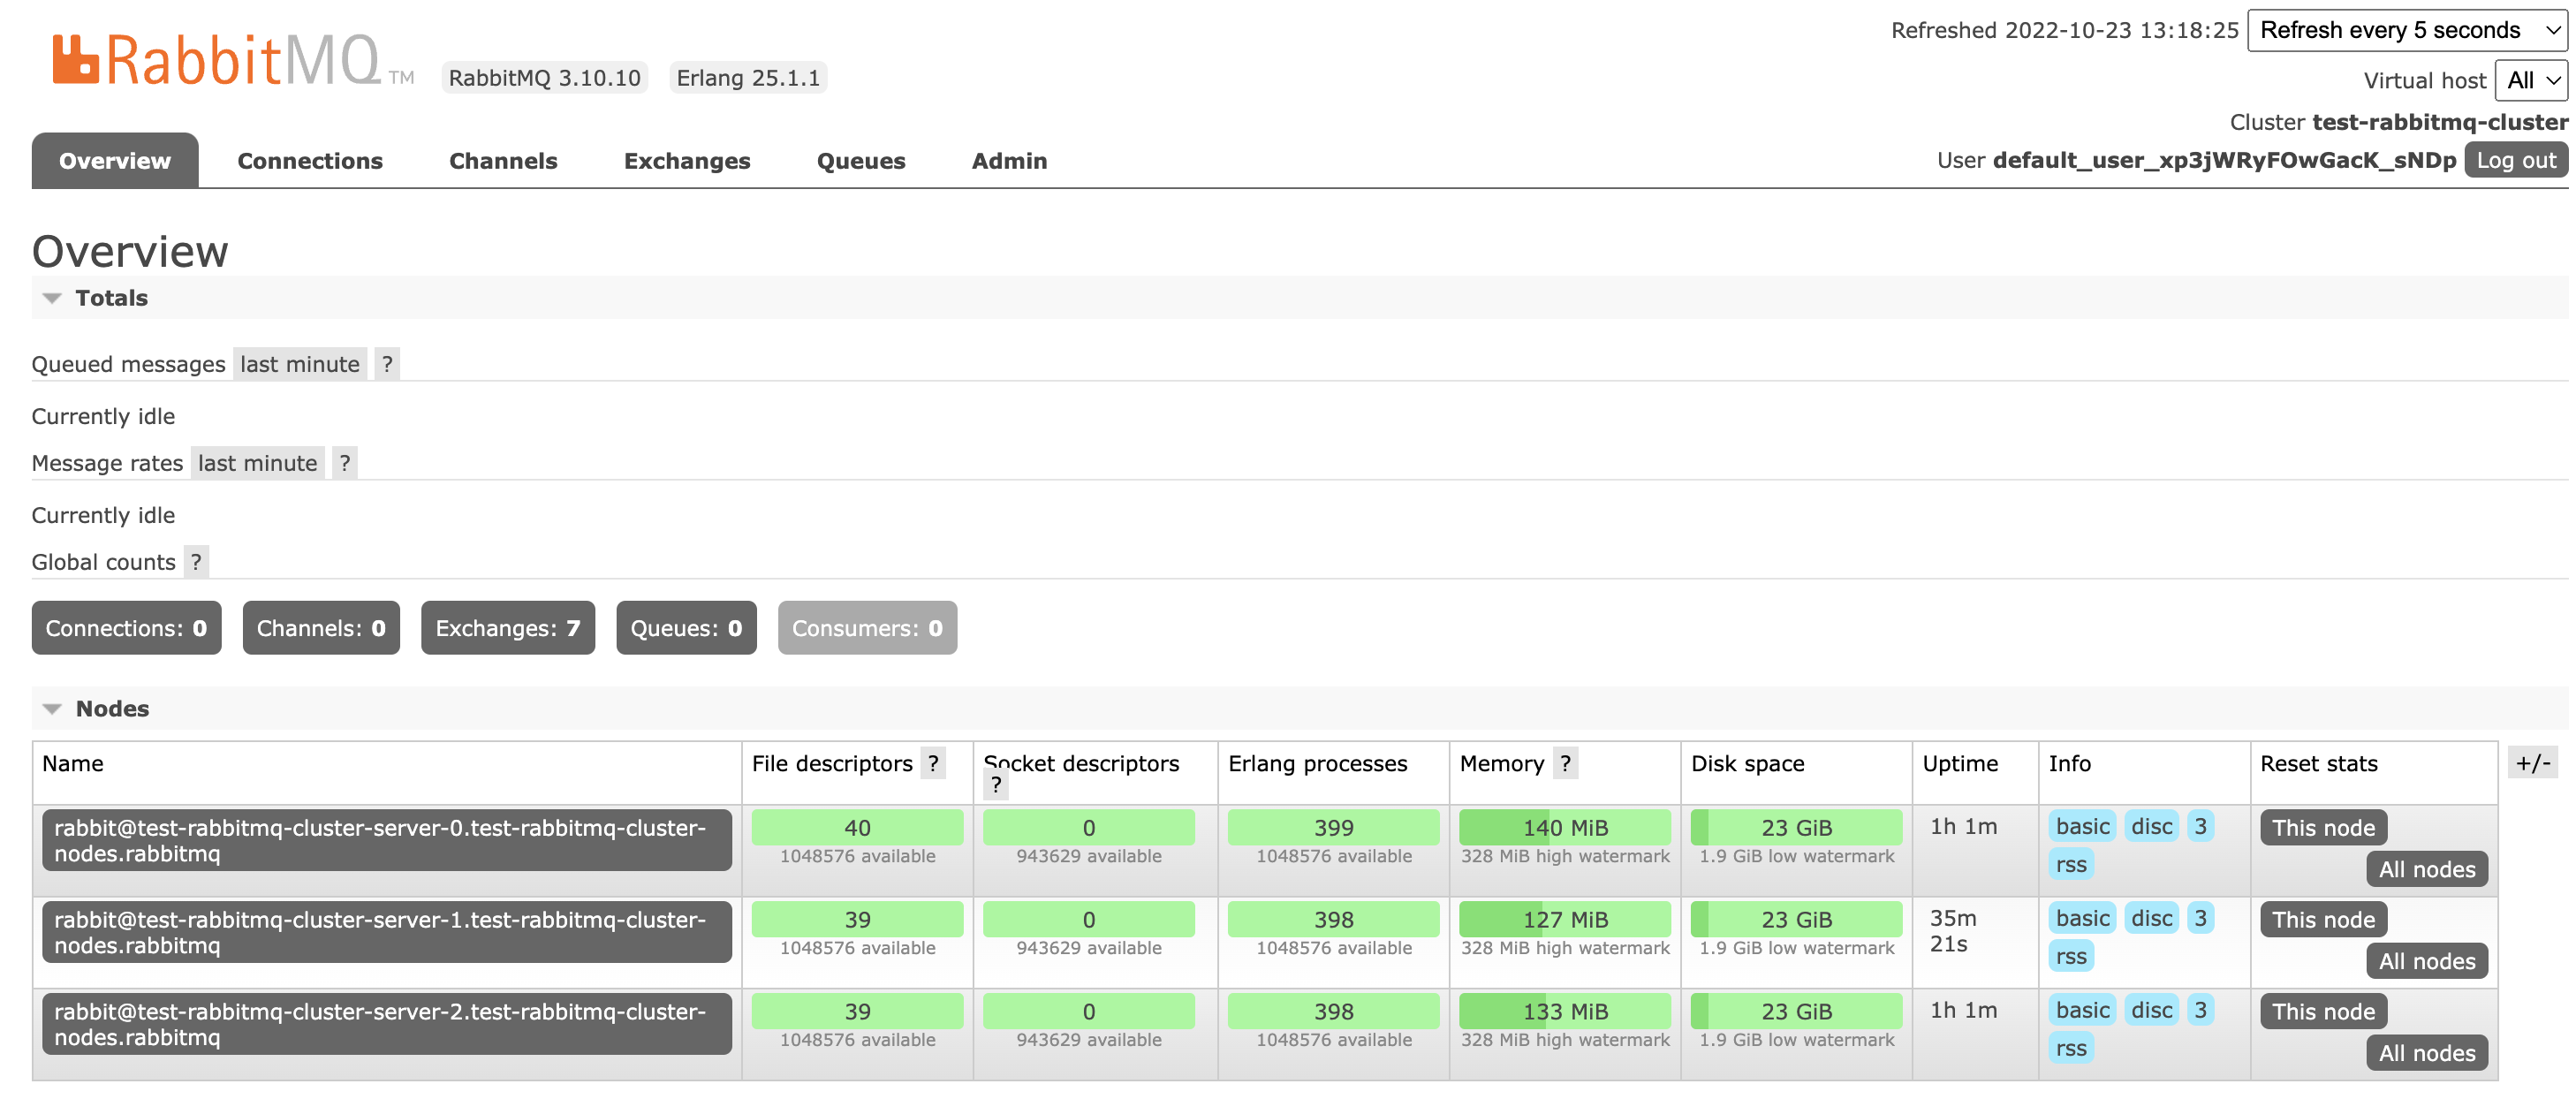 Refreshed 2022-10-23 13:18:25 Refresh every 5 seconds
RabbitMQ TM RabbitMQ 3.10.10 Erlang 25.1.1
Virtual host All
Cluster test-rabbitmq-cluster
User default_user_xp3jWRyFOwGacK_sNDp Log out
Overview Connections Channels Exchanges Queues Admin
Overview
Totals
Queued messages last minute ?
Currently idle
Message rates last minute ?
Currently idle
Global counts ?
Connections: 0 Channels: 0 Exchanges: 7 Queues: 0 Consumers: 0
Nodes
Name File descriptors ? Socket descriptors ? Erlang processes Memory ? Disk space Uptime Info Reset stats +/-
rabbit@test-rabbitmq-cluster-server-0.test-rabbitmq-cluster- 40 0 399 140 MiB 23 GiB 1h 1m basic disc 3 This node
nodes.rabbitmq 1048576 available 943629 available 1048576 available 328 MiB high watermark 1.9 GiB low watermark rss All nodes
rabbit@test-rabbitmq-cluster-server-1.test-rabbitmq-cluster- 39 0 398 127 MiB 23 GiB 35m basic disc 3 This node
nodes.rabbitmq 1048576 available 943629 available 1048576 available 328 MiB high watermark 1.9 GiB low watermark 21s rss All nodes
rabbit@test-rabbitmq-cluster-server-2.test-rabbitmq-cluster- 39 0 398 133 MiB 23 GiB 1h 1m basic disc 3 This node
nodes.rabbitmq 1048576 available 943629 available 1048576 available 328 MiB high watermark 1.9 GiB low watermark rss All nodes